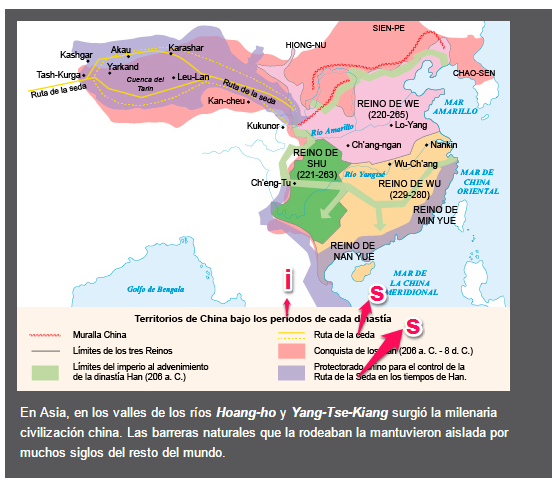 SIEN-PE
HIONG-NU
Kashgar
Akau
Karashar
Yarkand
Leu-Lan
Tash-Kurga
Cuenca del
Tarin
Ruta de la seda
Ruta de la seda
Kan-cheu
CHAO-SEN
Kukunor
REINO DE WE
(220-265)
MAR
AMARILLO
Río Amarillo
Lo-Yang
Ch'ang-ngan
Nankin
REINO DE
SHU
(221-263)
Wu-Ch'ang
Río Yangtsé
MAR DE
CHINA
ORIENTAL
Ch'eng-Tu
REINO DE WU
(229-280)
REINO DE
MIN YUE
REINO DE
NAN YUE
Golfo de Bengala
MAR DE
LA CHINA
MERIDIONAL
i
s
s
Territorios de China bajo los periodos de cada dinastía
Muralla China
Ruta de la seda
Límites de los tres Reinos
Conquista de los Han (206 a. C. - 8 d. C.)
Límites del imperio al advenimiento
de la dinastía Han (206 a. C.)
Protectorado chino para el control de la
Ruta de la Seda en los tiempos de Han.
En Asia, en los valles de los ríos Hoang-ho y Yang-Tse-Kiang surgió la milenaria
civilización china. Las barreras naturales que la rodeaban la mantuvieron aislada por
muchos siglos del resto del mundo.